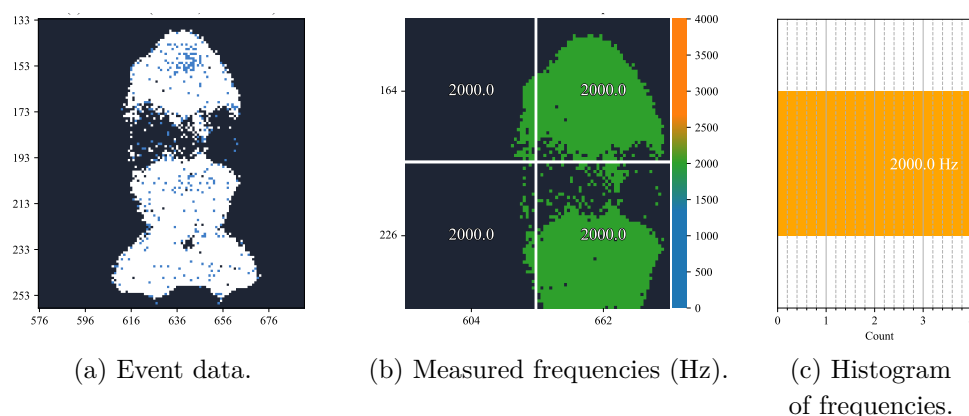 133
153
173
193
213
233
253
576 596 616 636 656 676
(a) Event data.
164
226
2000.0 2000.0
2000.0 2000.0
604 662
4000
3500
3000
2500
2000
1500
1000
500
0
(b) Measured frequencies (Hz).
2000.0 Hz
0 1 2 3
Count
(c) Histogram
of frequencies.